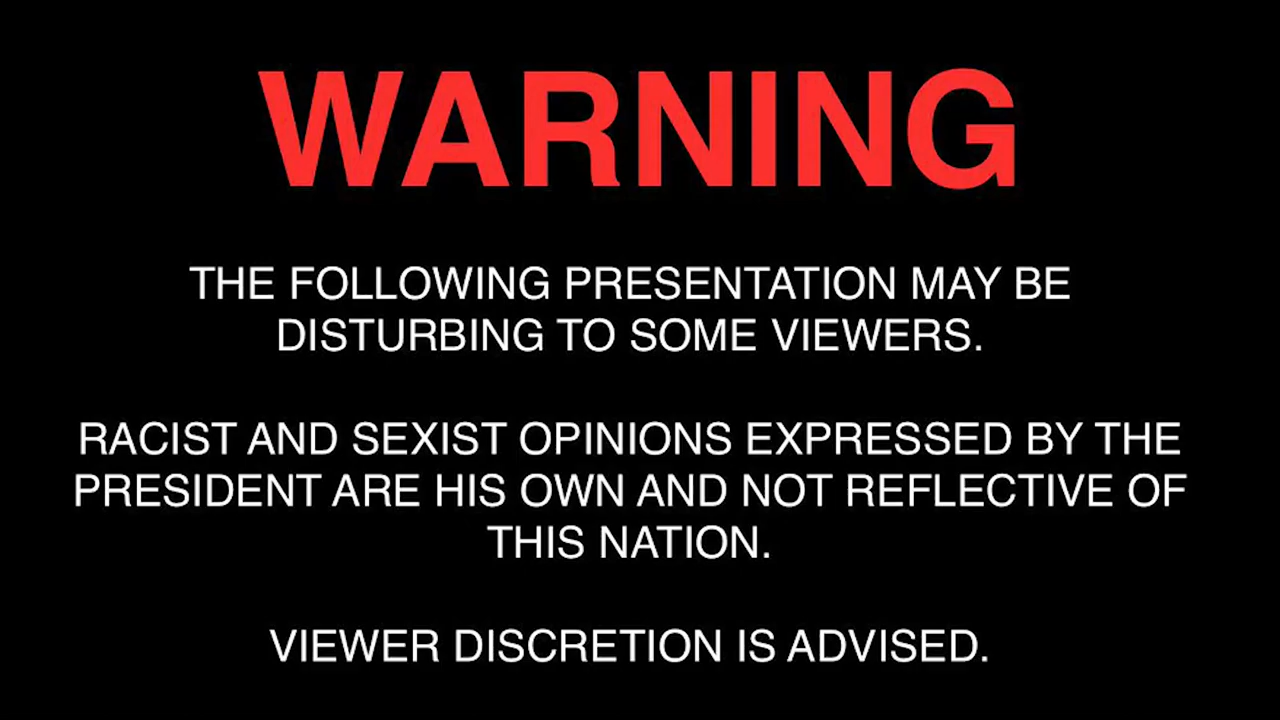 WARNING
THE FOLLOWING PRESENTATION MAY BE
DISTURBING TO SOME VIEWERS.
RACIST AND SEXIST OPINIONS EXPRESSED BY THE
PRESIDENT ARE HIS OWN AND NOT REFLECTIVE OF
THIS NATION.
VIEWER DISCRETION IS ADVISED.